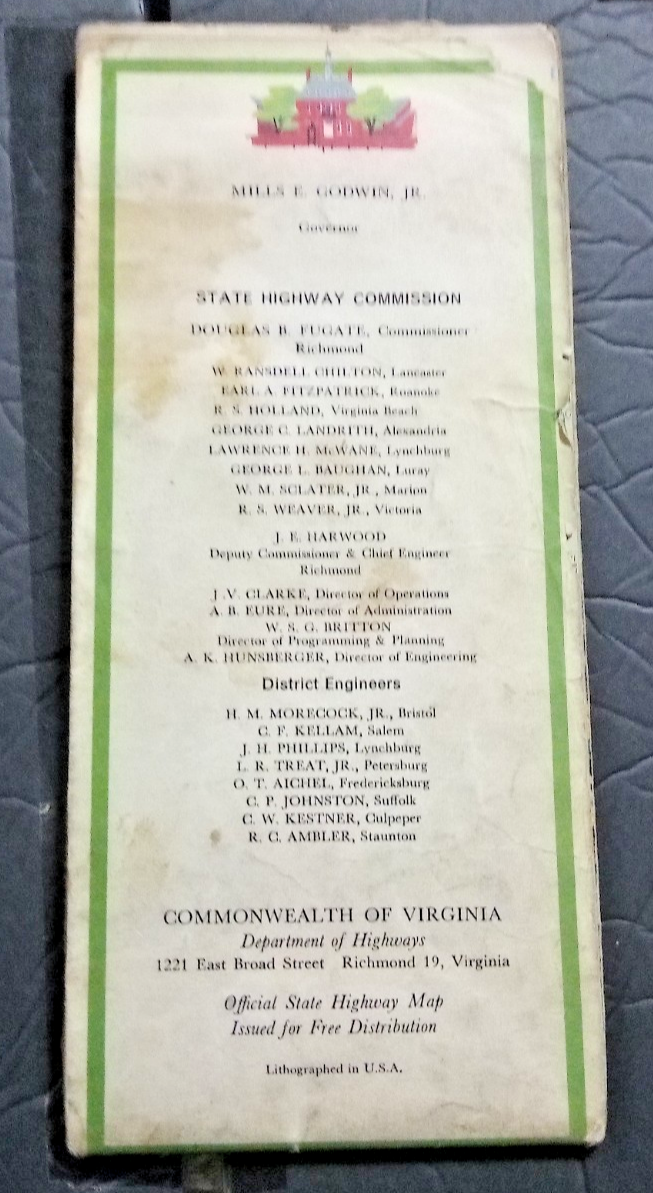 MILLS E. GODWIN, JR.
Governor
STATE HIGHWAY COMMISSION
DOUGLAS B. FUGATE, Commissioner
Richmond
W. RANSDELL CHILTON, Lancaster
EARL A. FITZPATRICK, Roanoke
R. S. HOLLAND, Virginia Beach
GEORGE C. LANDRITH, Alexandria
LAWRENCE H. McWANE, Lynchburg
GEORGE L. BAUGHAN, Luray
W. M. SCLATER, JR., Marion
R. S. WEAVER, JR., Victoria
J. E. HARWOOD
Deputy Commissioner & Chief Engineer
Richmond
J .V. CLARKE, Director of Operations
A. B. EURE, Director of Administration
W. S. G. BRITTON
Director of Programming & Planning
A. K. HUNSBERGER, Director of Engineering
District Engineers
H. M. MORECOCK, JR., Bristol
C. F. KELLAM, Salem
J. H. PHILLIPS, Lynchburg
L. R. TREAT, JR., Petersburg
O. T. AICHEL, Fredericksburg
C. P. JOHNSTON, Suffolk
C. W. KESTNER, Culpeper
R. C. AMBLER, Staunton
COMMONWEALTH OF VIRGINIA
Department of Highways
1221 East Broad Street Richmond 19, Virginia
Official State Highway Map
Issued for Free Distribution
Lithographed in U.S.A.